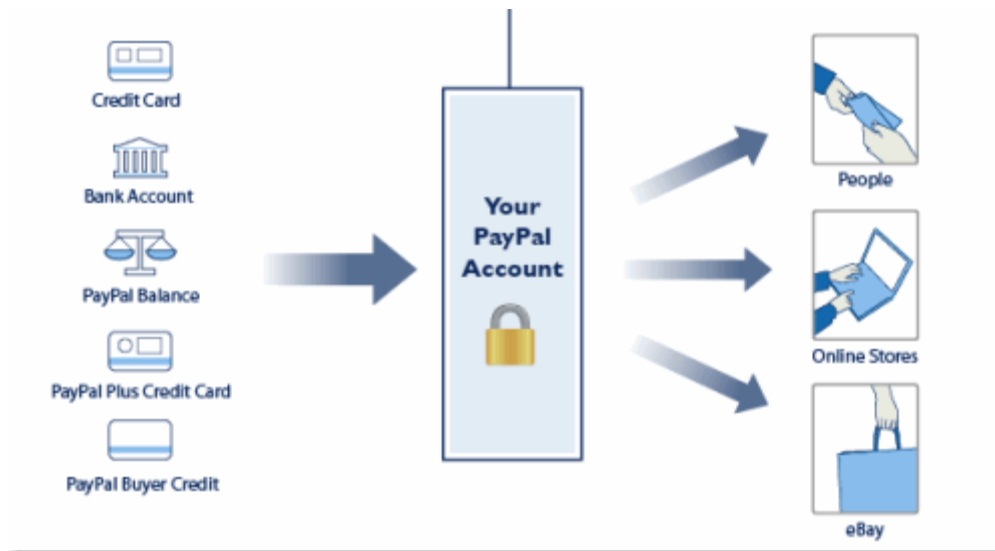 Credit Card
Bank Account
PayPal Balance
PayPal Plus Credit Card
PayPal Buyer Credit
Your
PayPal
Account
People
Online Stores
eBay